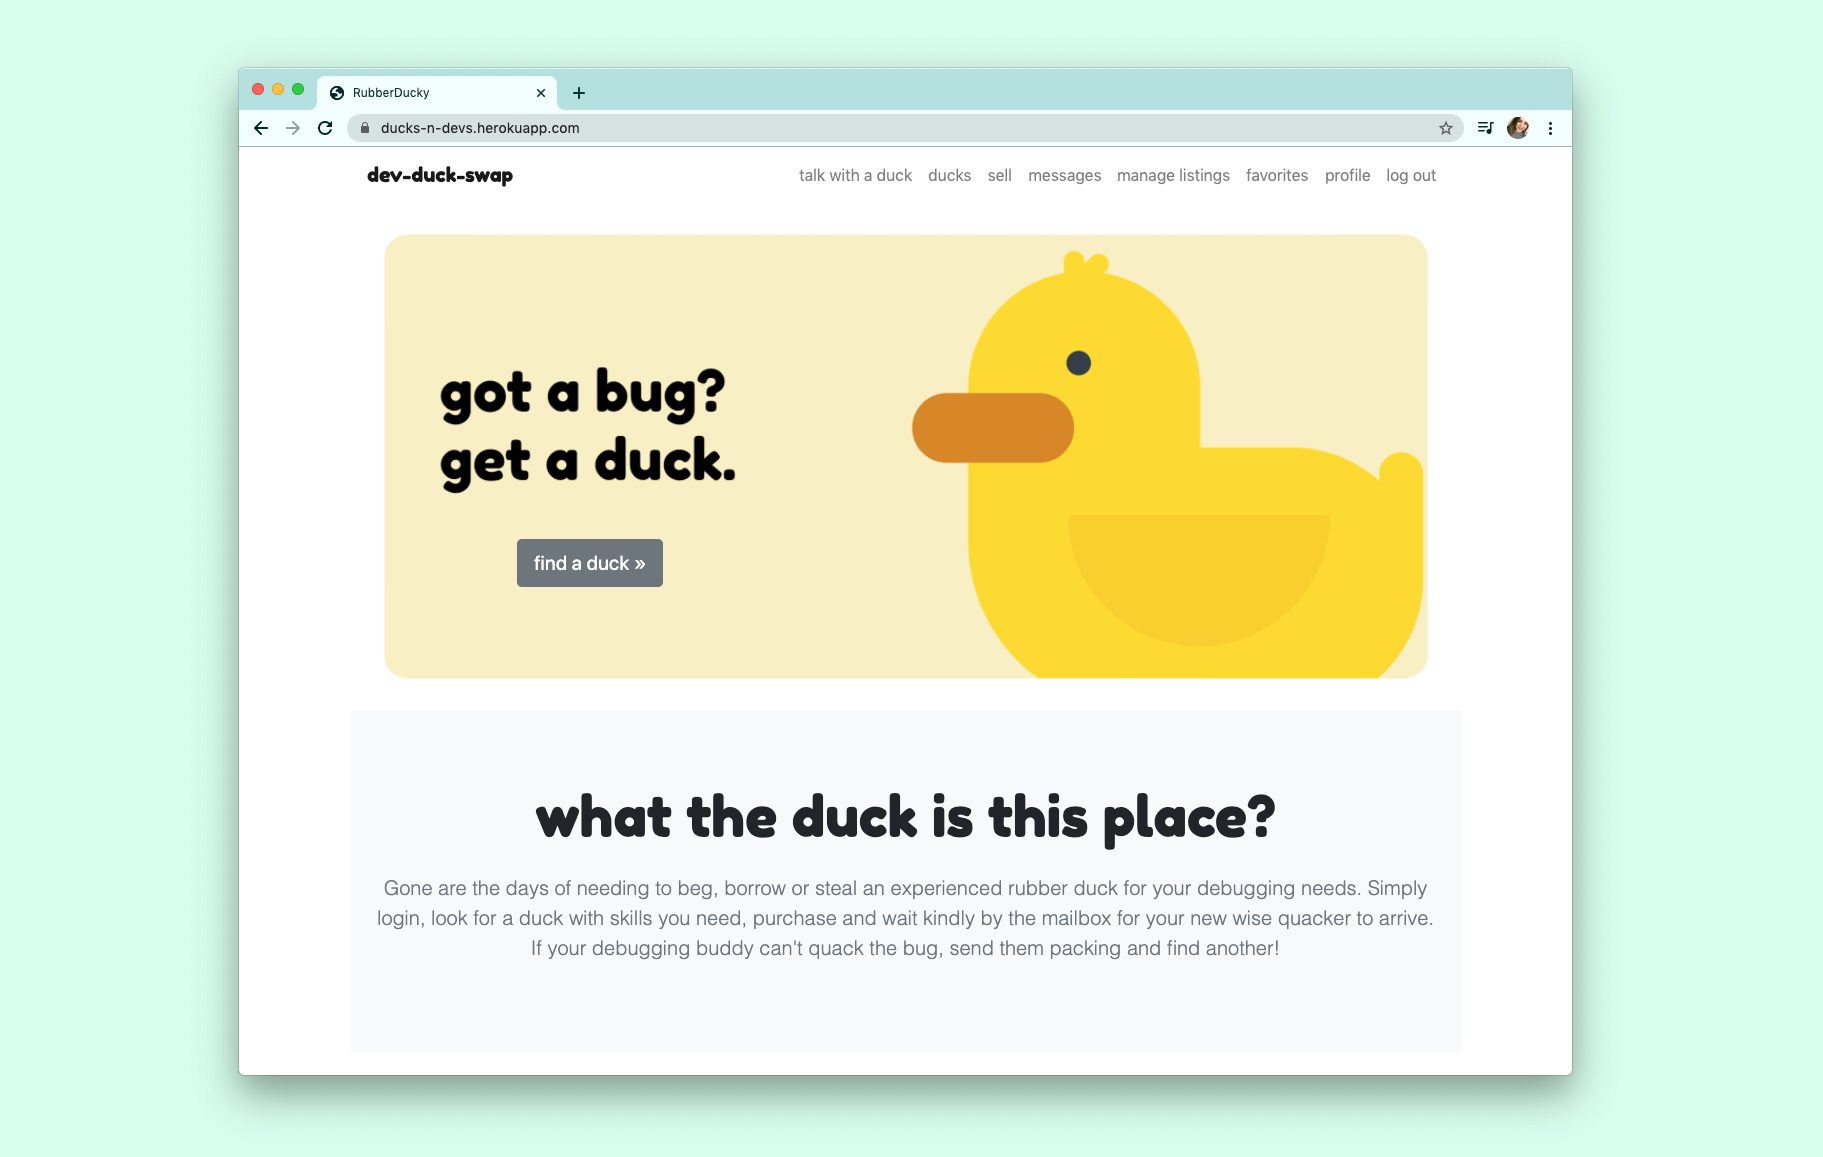 RubberDucky
ducks-n-devs.herokuapp.com
dev-duck-swap
talk with a duck ducks sell messages manage listings favorites profile log out
got a bug?
get a duck.
find a duck »
what the duck is this place?
Gone are the days of needing to beg, borrow or steal an experienced rubber duck for your debugging needs. Simply
login, look for a duck with skills you need, purchase and wait kindly by the mailbox for your new wise quacker to arrive.
If your debugging buddy can't quack the bug, send them packing and find another!